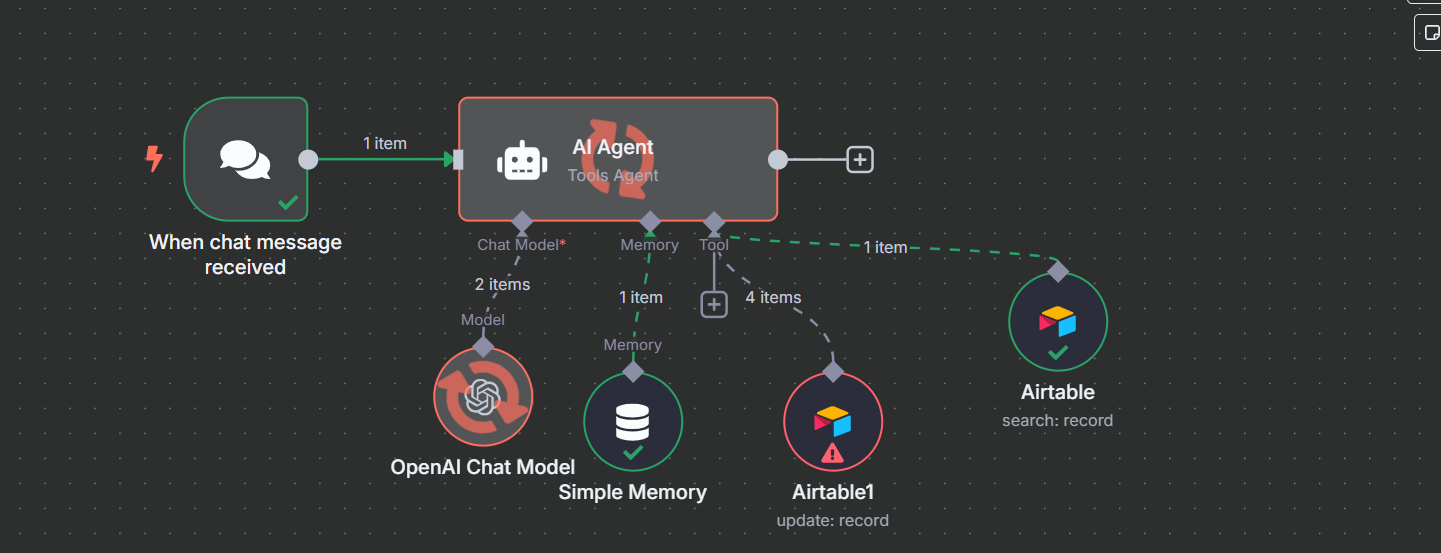 1 item
AI Agent
Tools Agent
When chat message
received
Chat Model*
Memory
Tool
1 item
2 items
1 item
4 items
Model
Memory
Airtable
search: record
OpenAI Chat Model
Simple Memory
Airtable1
update: record